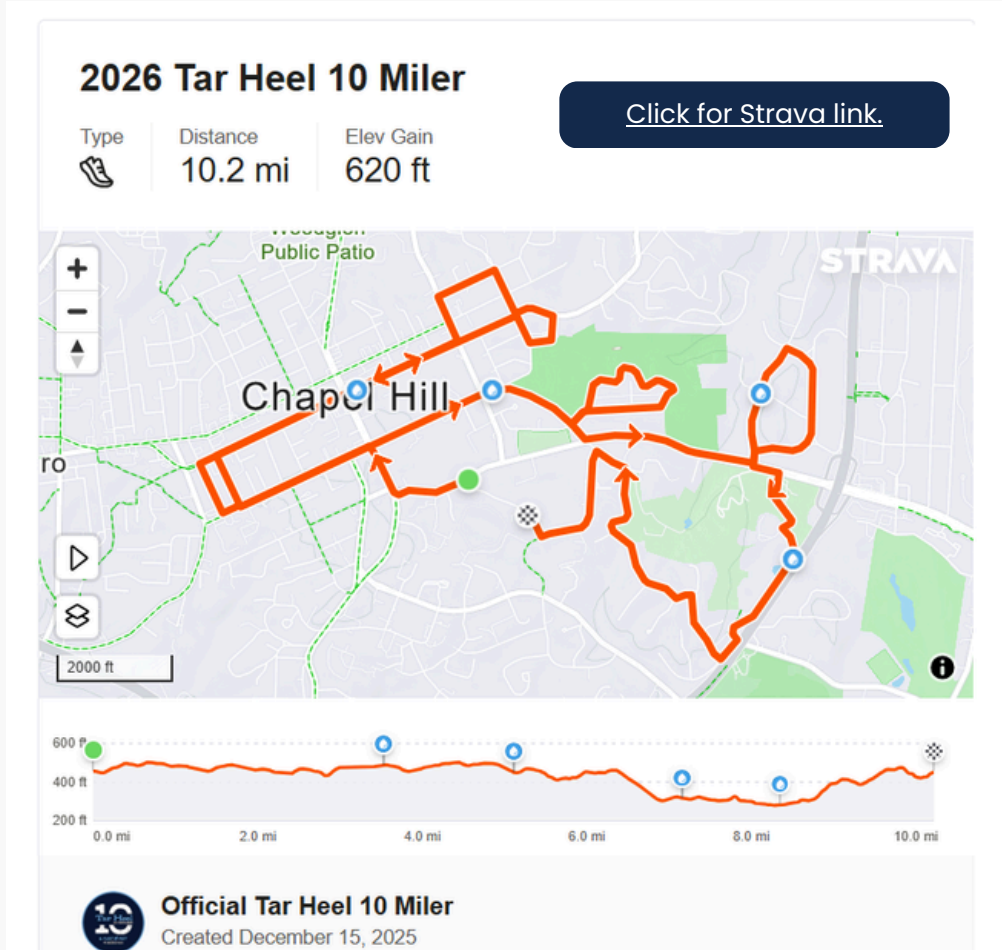 2026 Tar Heel 10 Miler
Click for Strava link.
Type
Distance
Elev Gain
10.2 mi
620 ft
Public Patio
STRAVA
Chapel Hill
ro
2000 ft
600 ft
400 ft
200 ft
0.0 mi
2.0 mi
4.0 mi
6.0 mi
8.0 mi
10.0 mi
10
Tar Heel
Official Tar Heel 10 Miler
Created December 15, 2025